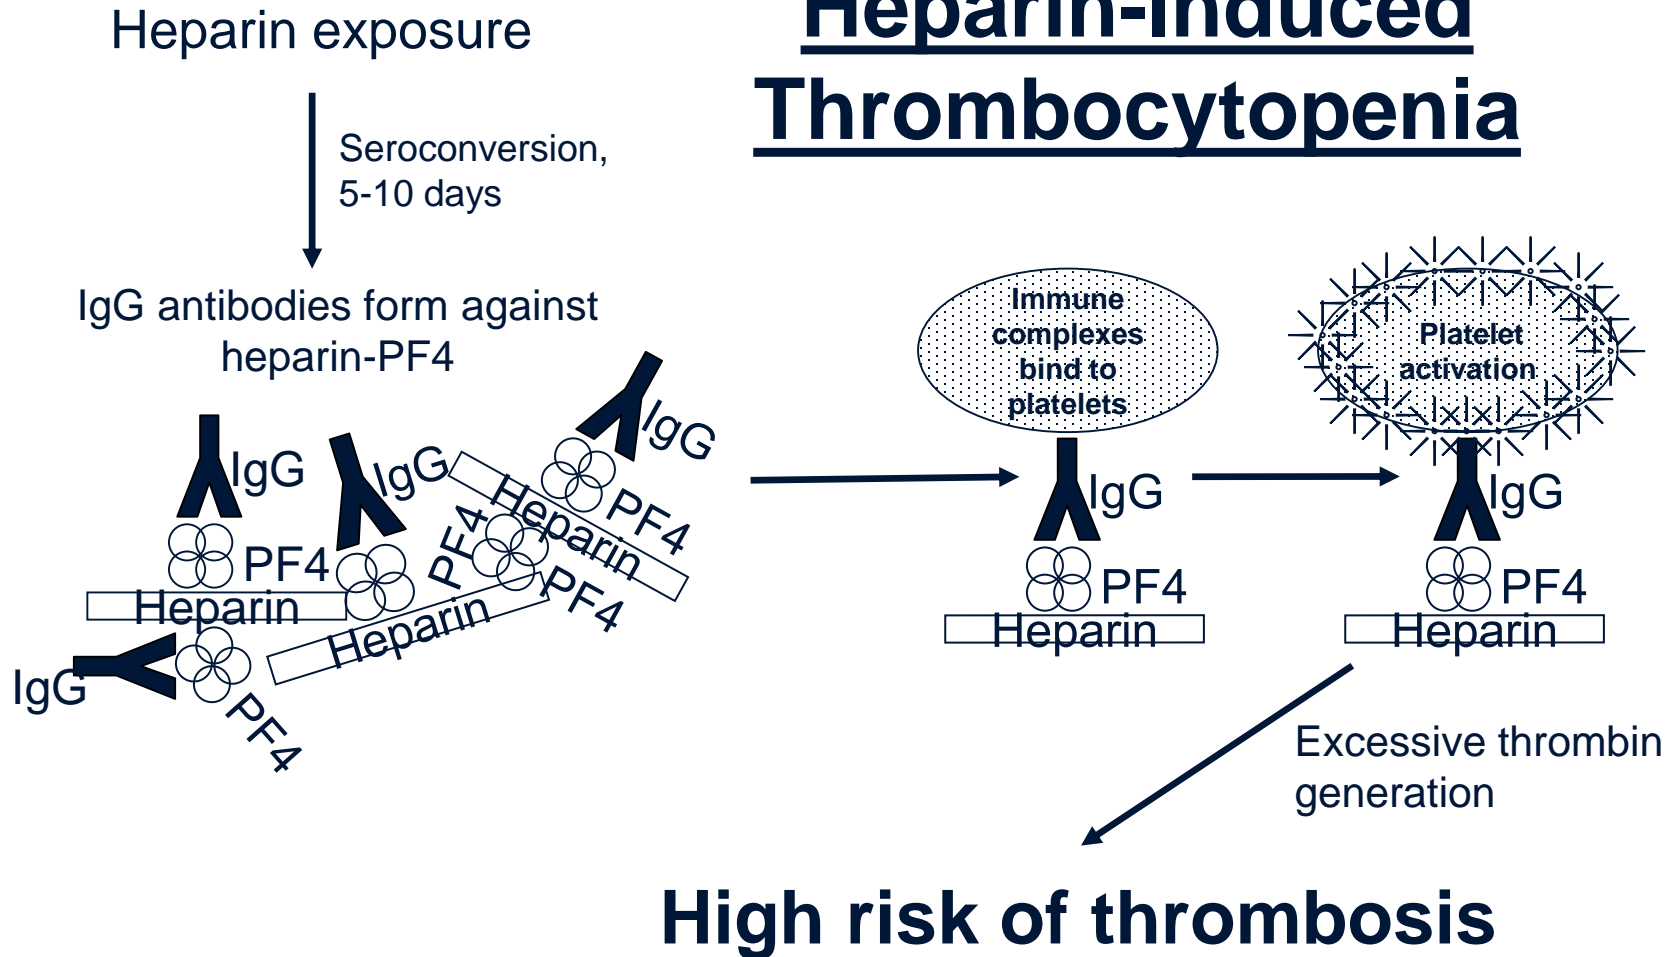 Heparin-Induced
Thrombocytopenia
Heparin exposure
Seroconversion,
5-10 days
IgG antibodies form against
heparin-PF4
IgG
PF4
Heparin
IgG
PF4
IgG
PF4
Heparin
IgG
PF4
Heparin
PF4
Immune
complexes
bind to
platelets
IgG
PF4
Heparin
Platelet
activation
IgG
PF4
Heparin
Excessive thrombin
generation
High risk of thrombosis